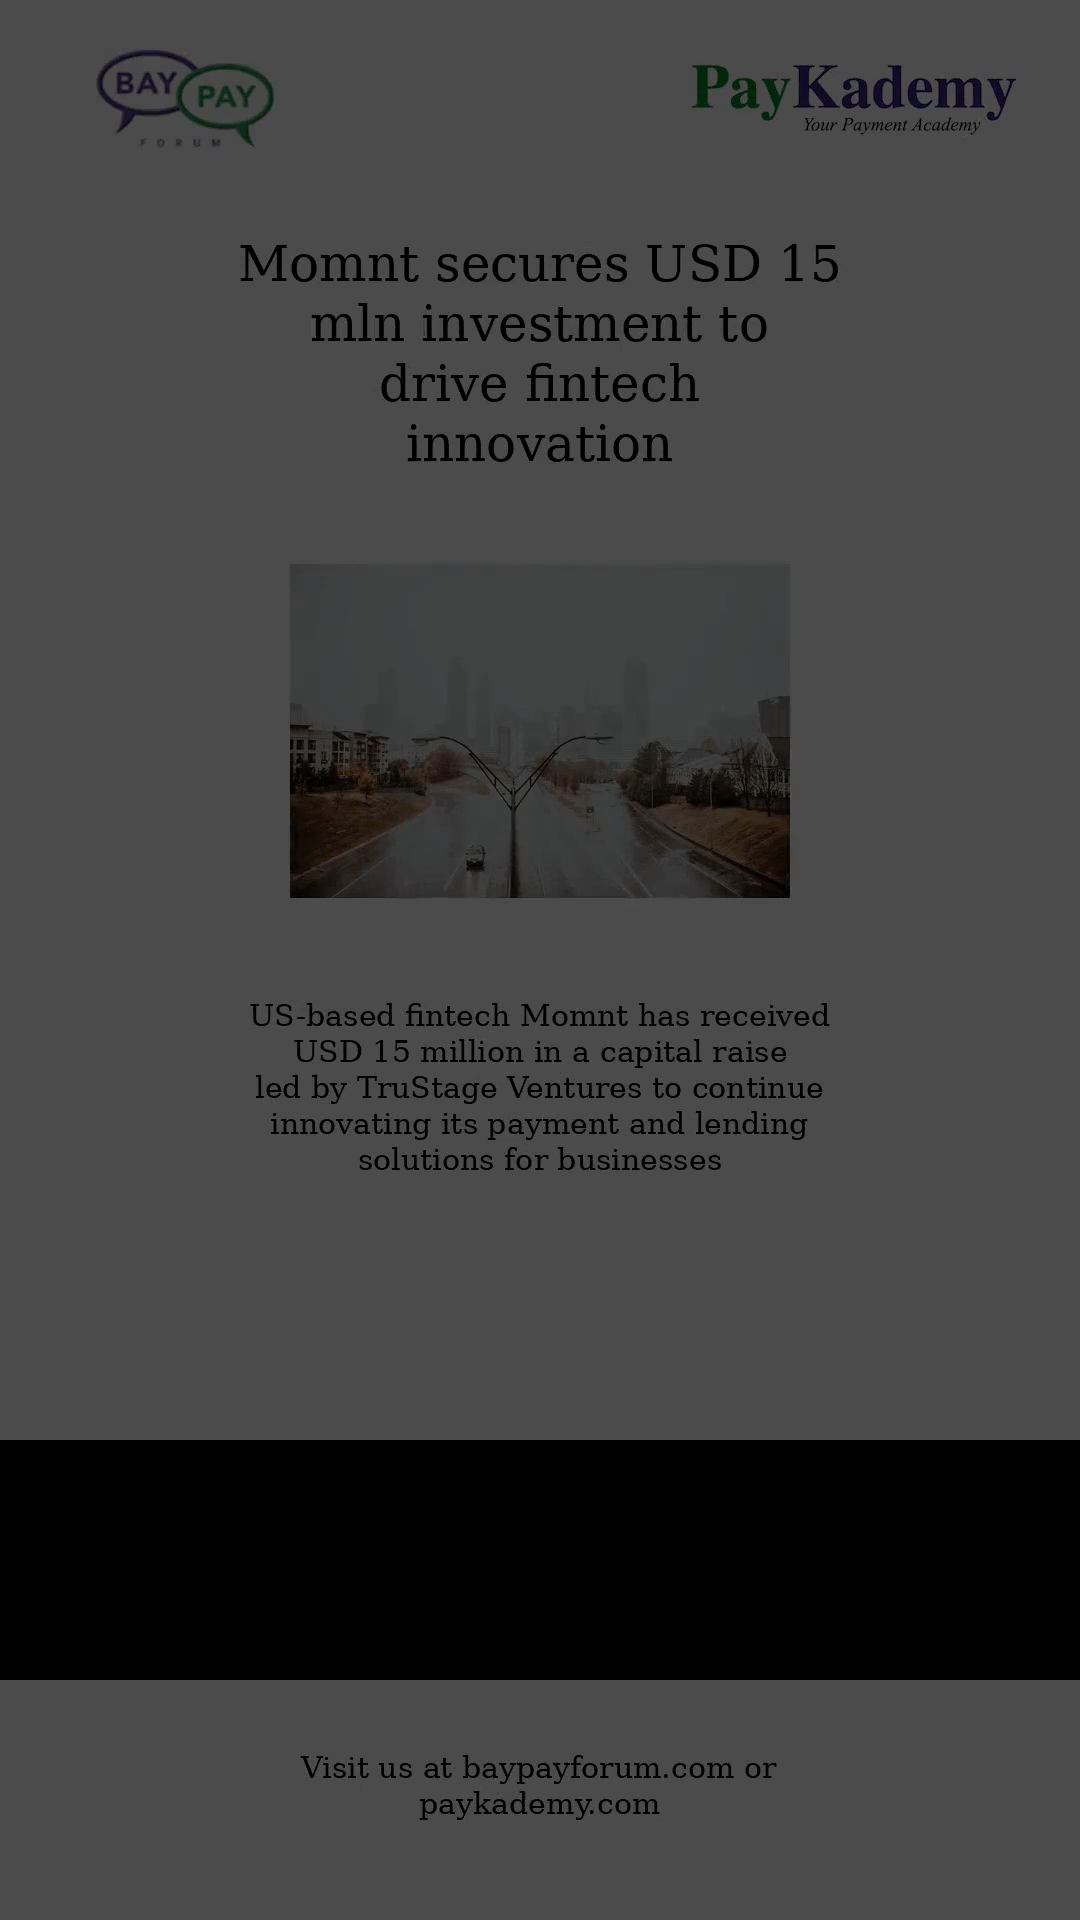 BAY PAY
FORUM
PayKademy
Your Payment Academy
Momnt secures USD 15
mln investment to
drive fintech
innovation
US-based fintech Momnt has received
USD 15 million in a capital raise
led by TruStage Ventures to continue
innovating its payment and lending
solutions for businesses
Visit us at baypayforum.com or
paykademy.com